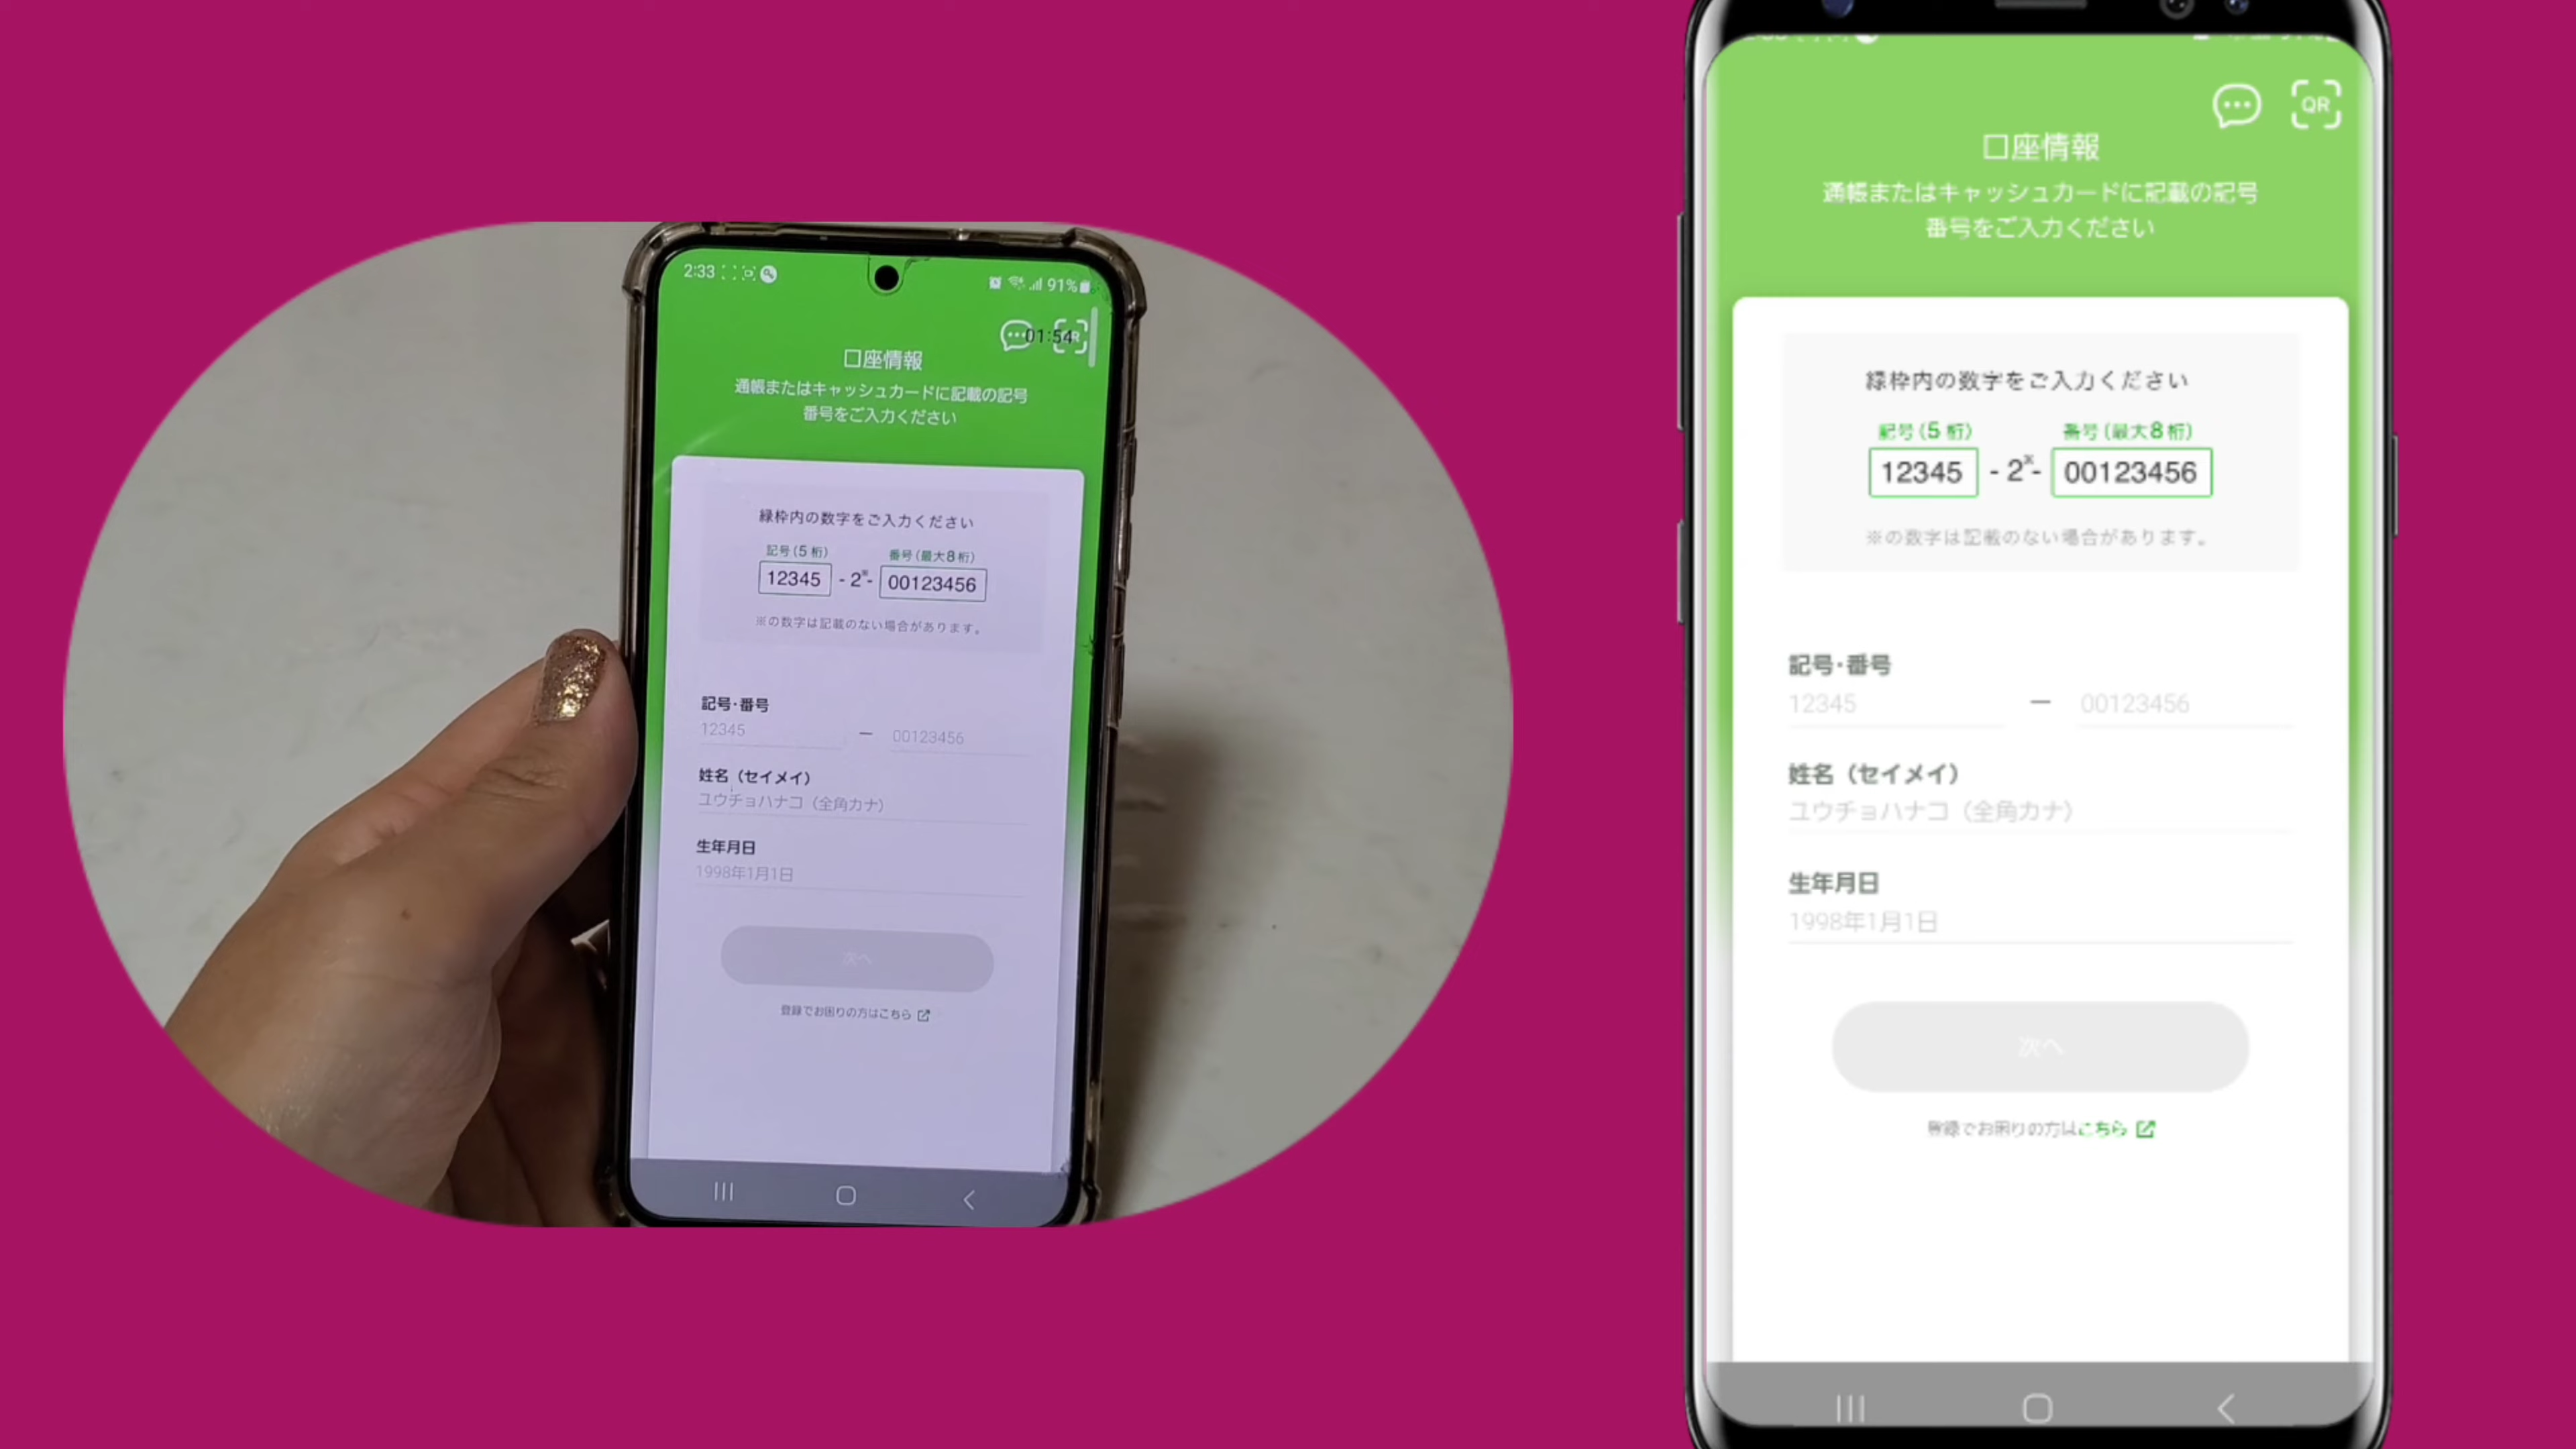 2:33
91%
01:54
口座情報
通帳またはキャッシュカードに記載の記号
番号をご入力ください
緑枠内の数字をご入力ください
記号(5桁) 番号(最大8桁)
12345 - 2※- 00123456
※の数字は記載のない場合があります。
記号・番号
12345 — 00123456
姓名（セイメイ）
ユウチョハナコ（全角カナ）
生年月日
1998年1月1日
次へ
登録でお困りの方はこちら
QR
口座情報
通帳またはキャッシュカードに記載の記号
番号をご入力ください
緑枠内の数字をご入力ください
記号(5桁) 番号(最大8桁)
12345 - 2※- 00123456
※の数字は記載のない場合があります。
記号・番号
12345 — 00123456
姓名（セイメイ）
ユウチョハナコ（全角カナ）
生年月日
1998年1月1日
次へ
登録でお困りの方はこちら